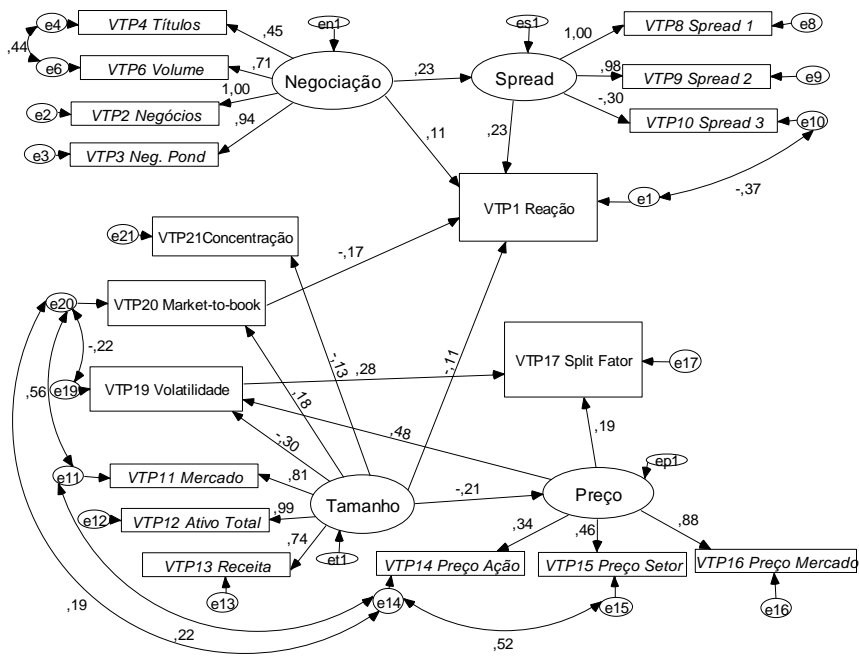 e4
VTP4 Títulos
,45
en1
es1
1,00
VTP8 Spread 1
e8
,44
e6
VTP6 Volume
,71
Negociação
,23
Spread
,98
VTP9 Spread 2
e9
1,00
e2
VTP2 Negócios
-,30
VTP10 Spread 3
e10
,94
,11
,23
e3
VTP3 Neg. Pond
-,37
VTP1 Reação
e1
e21
VTP21Concentração
-,17
e20
VTP20 Market-to-book
-,22
-,13
-,11
VTP17 Split Fator
e17
,56
e19
VTP19 Volatilidade
,28
,18
,48
,19
-,30
ep1
e11
VTP11 Mercado
,81
Tamanho
-,21
Preço
e12
VTP12 Ativo Total
,99
,34
,46
,88
,74
VTP13 Receita
et1
VTP14 Preço Ação
VTP15 Preço Setor
VTP16 Preço Mercado
e13
e14
e15
e16
,19
,22
,52